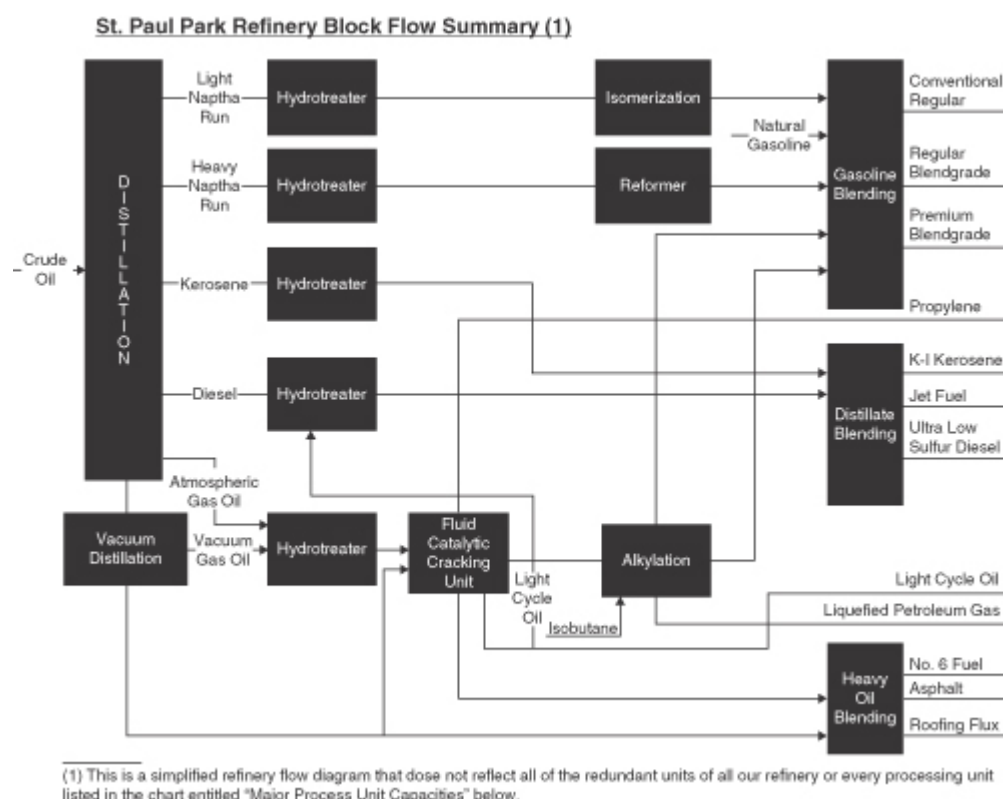 St. Paul Park Refinery Block Flow Summary (1)
Light
Naptha
Run
Hydrotreater
Isomerization
Conventional
Regular
Natural
Gasoline
Heavy
Naptha
Run
Hydrotreater
Reformer
Gasoline
Blending
Regular
Blendgrade
Premium
Blendgrade
DISTILLATION
Crude
Oil
Kerosene
Hydrotreater
Propylene
K-I Kerosene
Diesel
Hydrotreater
Distillate
Blending
Jet Fuel
Ultra Low
Sulfur Diesel
Atmospheric
Gas Oil
Vacuum
Distillation
Vacuum
Gas Oil
Hydrotreater
Fluid
Catalytic
Cracking
Unit
Alkylation
Light
Cycle
Oil
Isobutane
Light Cycle Oil
Liquefied Petroleum Gas
Heavy
Oil
Blending
No. 6 Fuel
Asphalt
Roofing Flux
(1) This is a simplified refinery flow diagram that dose not reflect all of the redundant units of all our refinery or every processing unit
listed in the chart entitled “Major Process Unit Capacities” below.